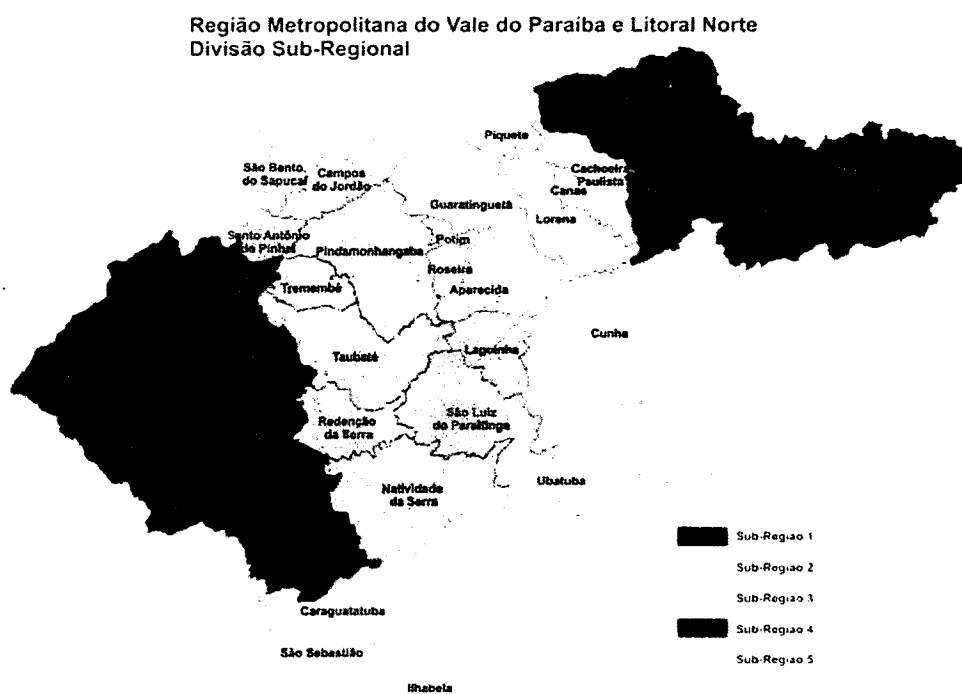 Região Metropolitana do Vale do Paraiba e Litoral Norte
Divisão Sub-Regional
Piquete
São Bento
do Sapucaí
Campos
do Jordão
Cachoeira
Paulista
Canas
Guaratinguetá
Lorena
Santo Antônio
do Pinhal
Pindamonhangaba
Potim
Roseira
Tremembé
Aparecida
Cunha
Taubaté
Lagoinha
Redenção
da Serra
São Luiz
do Paraitinga
Ubatuba
Natividade
da Serra
Sub-Região 1
Sub-Região 2
Sub-Região 3
Sub-Região 4
Sub-Região 5
Caraguatatuba
São Sebastião
Ilhabela